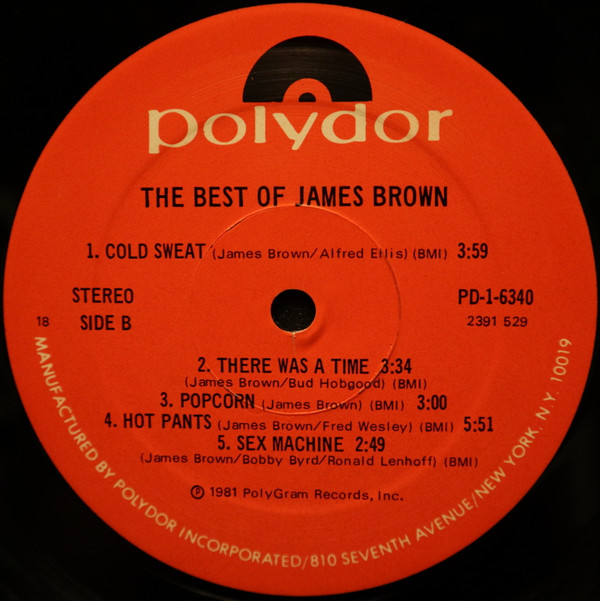 polydor
THE BEST OF JAMES BROWN
1. COLD SWEAT (James Brown/Alfred Ellis) (BMI) 3:59
STEREO
PD-1-6340
18
SIDE B
2391 529
2. THERE WAS A TIME 3:34
(James Brown/Bud Hobgood) (BMI)
3. POPCORN (James Brown) (BMI) 3:00
4. HOT PANTS (James Brown/Fred Wesley) (BMI) 5:51
5. SEX MACHINE 2:49
(James Brown/Bobby Byrd/Ronald Lenhoff) (BMI)
℗ 1981 PolyGram Records, Inc.
MANUFACTURED BY POLYDOR INCORPORATED/810 SEVENTH AVENUE/NEW YORK, N.Y. 10019